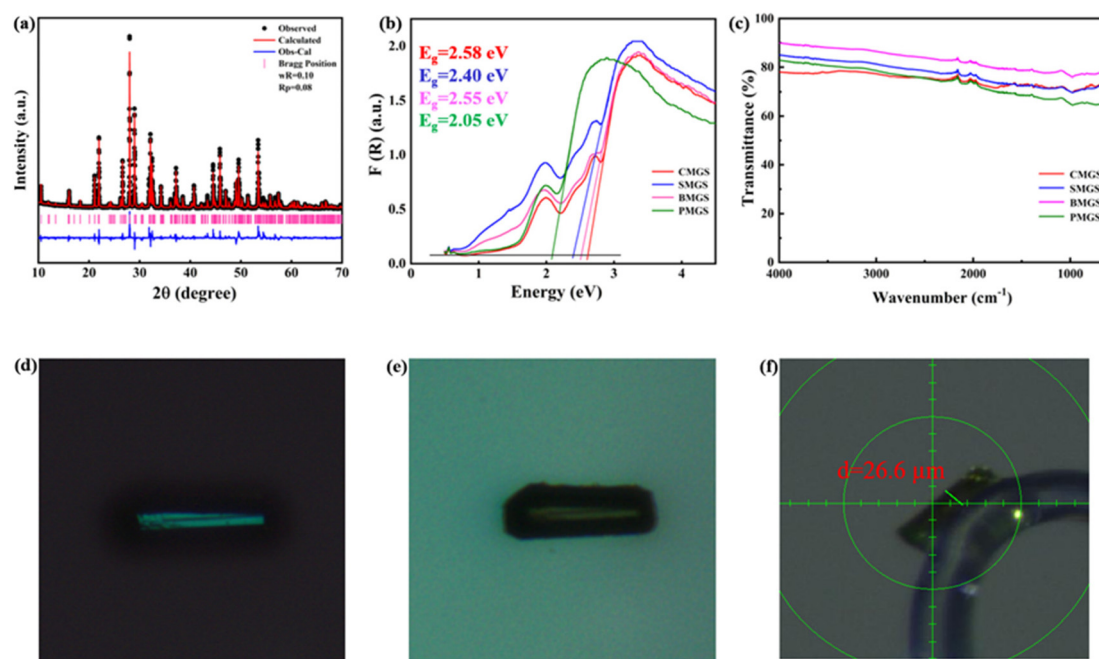 (a)
Intensity (a.u.)
Observed
Calculated
Obs-Cal
Bragg Position
wR=0.10
Rp=0.08
10 20 30 40 50 60 70
2θ (degree)
(b)
F (R) (a.u.)
2.0
1.5
1.0
0.5
0.0
Eg=2.58 eV
Eg=2.40 eV
Eg=2.55 eV
Eg=2.05 eV
CMGS
SMGS
BMGS
PMGS
0 1 2 3 4
Energy (eV)
(c)
Transmittance (%)
100
80
60
40
20
0
CMGS
SMGS
BMGS
PMGS
4000 3000 2000 1000
Wavenumber (cm-1)
(d)
(e)
(f)
d=26.6 μm